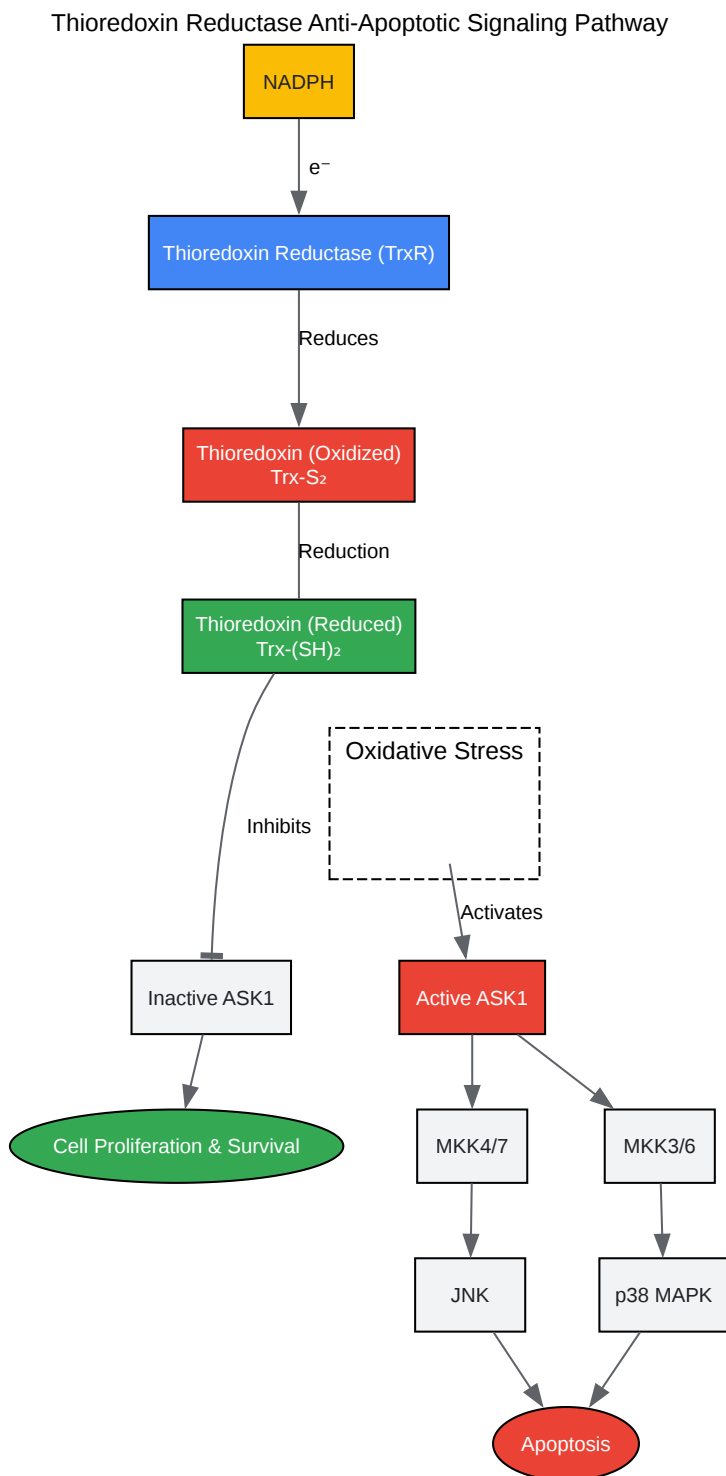 Thioredoxin Reductase Anti-Apoptotic Signaling Pathway
NADPH
e⁻
Thioredoxin Reductase (TrxR)
Reduces
Thioredoxin (Oxidized)
Trx-S₂
Reduction
Thioredoxin (Reduced)
Trx-(SH)₂
Oxidative Stress
Inhibits
Activates
Inactive ASK1
Active ASK1
Cell Proliferation & Survival
MKK4/7
MKK3/6
JNK
p38 MAPK
Apoptosis